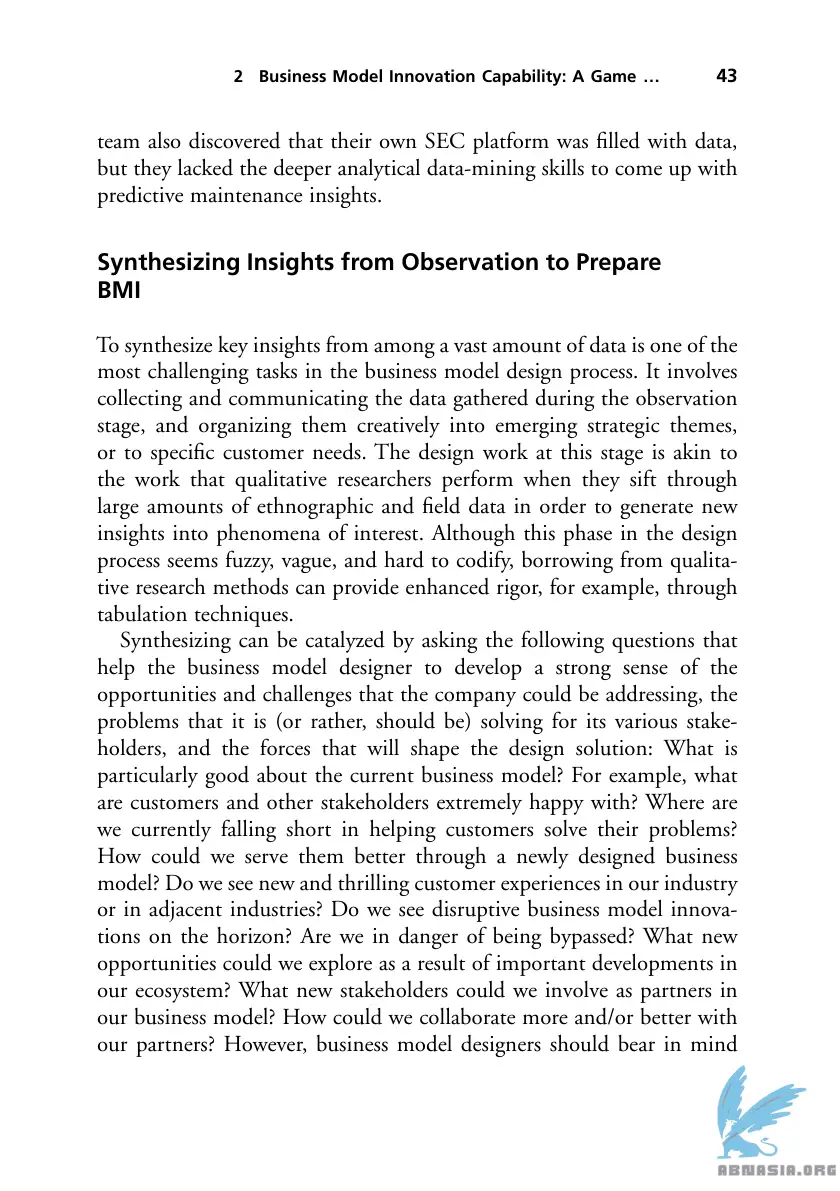 2 Business Model Innovation Capability: A Game … 43
team also discovered that their own SEC platform was filled with data,
but they lacked the deeper analytical data-mining skills to come up with
predictive maintenance insights.
Synthesizing Insights from Observation to Prepare
BMI
To synthesize key insights from among a vast amount of data is one of the
most challenging tasks in the business model design process. It involves
collecting and communicating the data gathered during the observation
stage, and organizing them creatively into emerging strategic themes,
or to specific customer needs. The design work at this stage is akin to
the work that qualitative researchers perform when they sift through
large amounts of ethnographic and field data in order to generate new
insights into phenomena of interest. Although this phase in the design
process seems fuzzy, vague, and hard to codify, borrowing from qualita-
tive research methods can provide enhanced rigor, for example, through
tabulation techniques.
Synthesizing can be catalyzed by asking the following questions that
help the business model designer to develop a strong sense of the
opportunities and challenges that the company could be addressing, the
problems that it is (or rather, should be) solving for its various stake-
holders, and the forces that will shape the design solution: What is
particularly good about the current business model? For example, what
are customers and other stakeholders extremely happy with? Where are
we currently falling short in helping customers solve their problems?
How could we serve them better through a newly designed business
model? Do we see new and thrilling customer experiences in our industry
or in adjacent industries? Do we see disruptive business model innova-
tions on the horizon? Are we in danger of being bypassed? What new
opportunities could we explore as a result of important developments in
our ecosystem? What new stakeholders could we involve as partners in
our business model? How could we collaborate more and/or better with
our partners? However, business model designers should bear in mind
ABNASIA.ORG